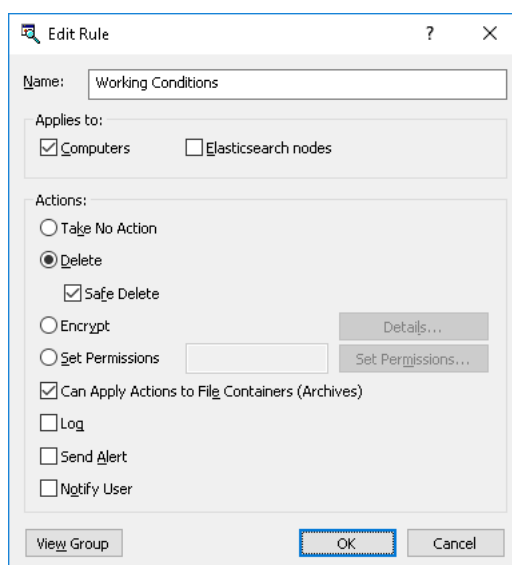 Edit Rule ? ✕
Name: Working Conditions
Applies to:
Computers Elasticsearch nodes
Actions:
Take No Action
Delete
Safe Delete
Encrypt Details...
Set Permissions Set Permissions...
Can Apply Actions to File Containers (Archives)
Log
Send Alert
Notify User
View Group OK Cancel